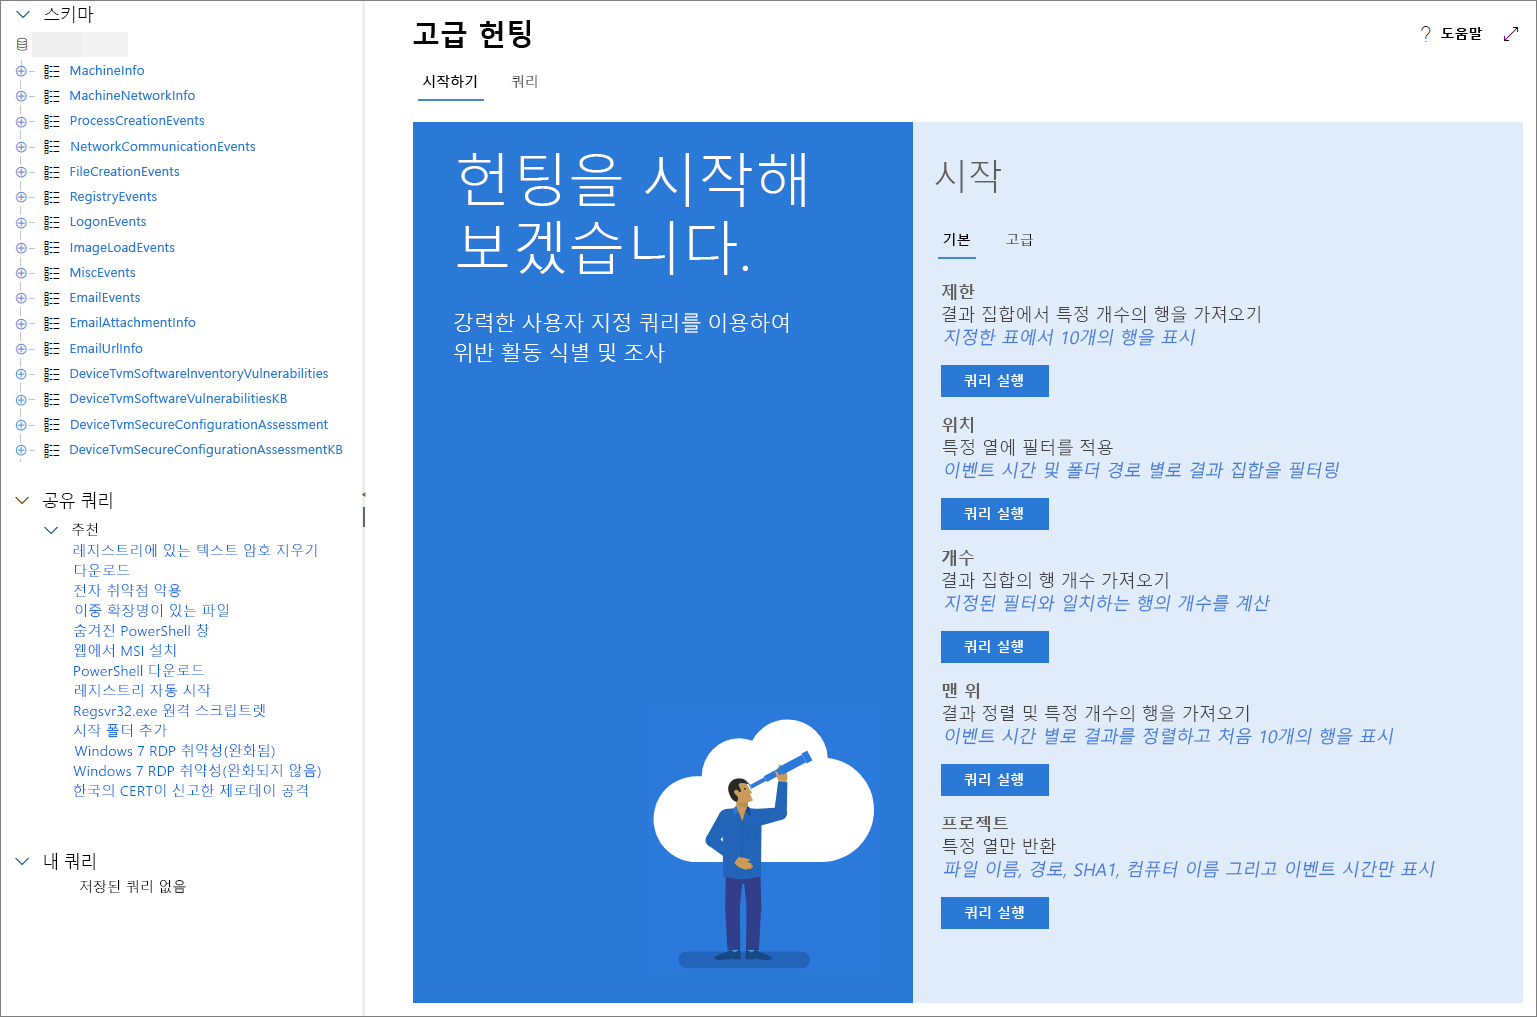 스키마
MachineInfo
MachineNetworkInfo
ProcessCreationEvents
NetworkCommunicationEvents
FileCreationEvents
RegistryEvents
LogonEvents
ImageLoadEvents
MiscEvents
EmailEvents
EmailAttachmentInfo
EmailUrlInfo
DeviceTvmSoftwareInventoryVulnerabilities
DeviceTvmSoftwareVulnerabilitiesKB
DeviceTvmSecureConfigurationAssessment
DeviceTvmSecureConfigurationAssessmentKB
공유 쿼리
추천
레지스트리에 있는 텍스트 암호 지우기
다운로드
전자 취약점 악용
이중 확장명이 있는 파일
숨겨진 PowerShell 창
웹에서 MSI 설치
PowerShell 다운로드
레지스트리 자동 시작
Regsvr32.exe 원격 스크립트렛
시작 폴더 추가
Windows 7 RDP 취약성(완화됨)
Windows 7 RDP 취약성(완화되지 않음)
한국의 CERT이 신고한 제로데이 공격
내 쿼리
저장된 쿼리 없음
고급 헌팅
? 도움말
시작하기 쿼리
헌팅을 시작해
보겠습니다.
강력한 사용자 지정 쿼리를 이용하여
위반 활동 식별 및 조사
시작
기본 고급
제한
결과 집합에서 특정 개수의 행을 가져오기
지정한 표에서 10개의 행을 표시
쿼리 실행
위치
특정 열에 필터를 적용
이벤트 시간 및 폴더 경로 별로 결과 집합을 필터링
쿼리 실행
개수
결과 집합의 행 개수 가져오기
지정된 필터와 일치하는 행의 개수를 계산
쿼리 실행
맨 위
결과 정렬 및 특정 개수의 행을 가져오기
이벤트 시간 별로 결과를 정렬하고 처음 10개의 행을 표시
쿼리 실행
프로젝트
특정 열만 반환
파일 이름, 경로, SHA1, 컴퓨터 이름 그리고 이벤트 시간만 표시
쿼리 실행